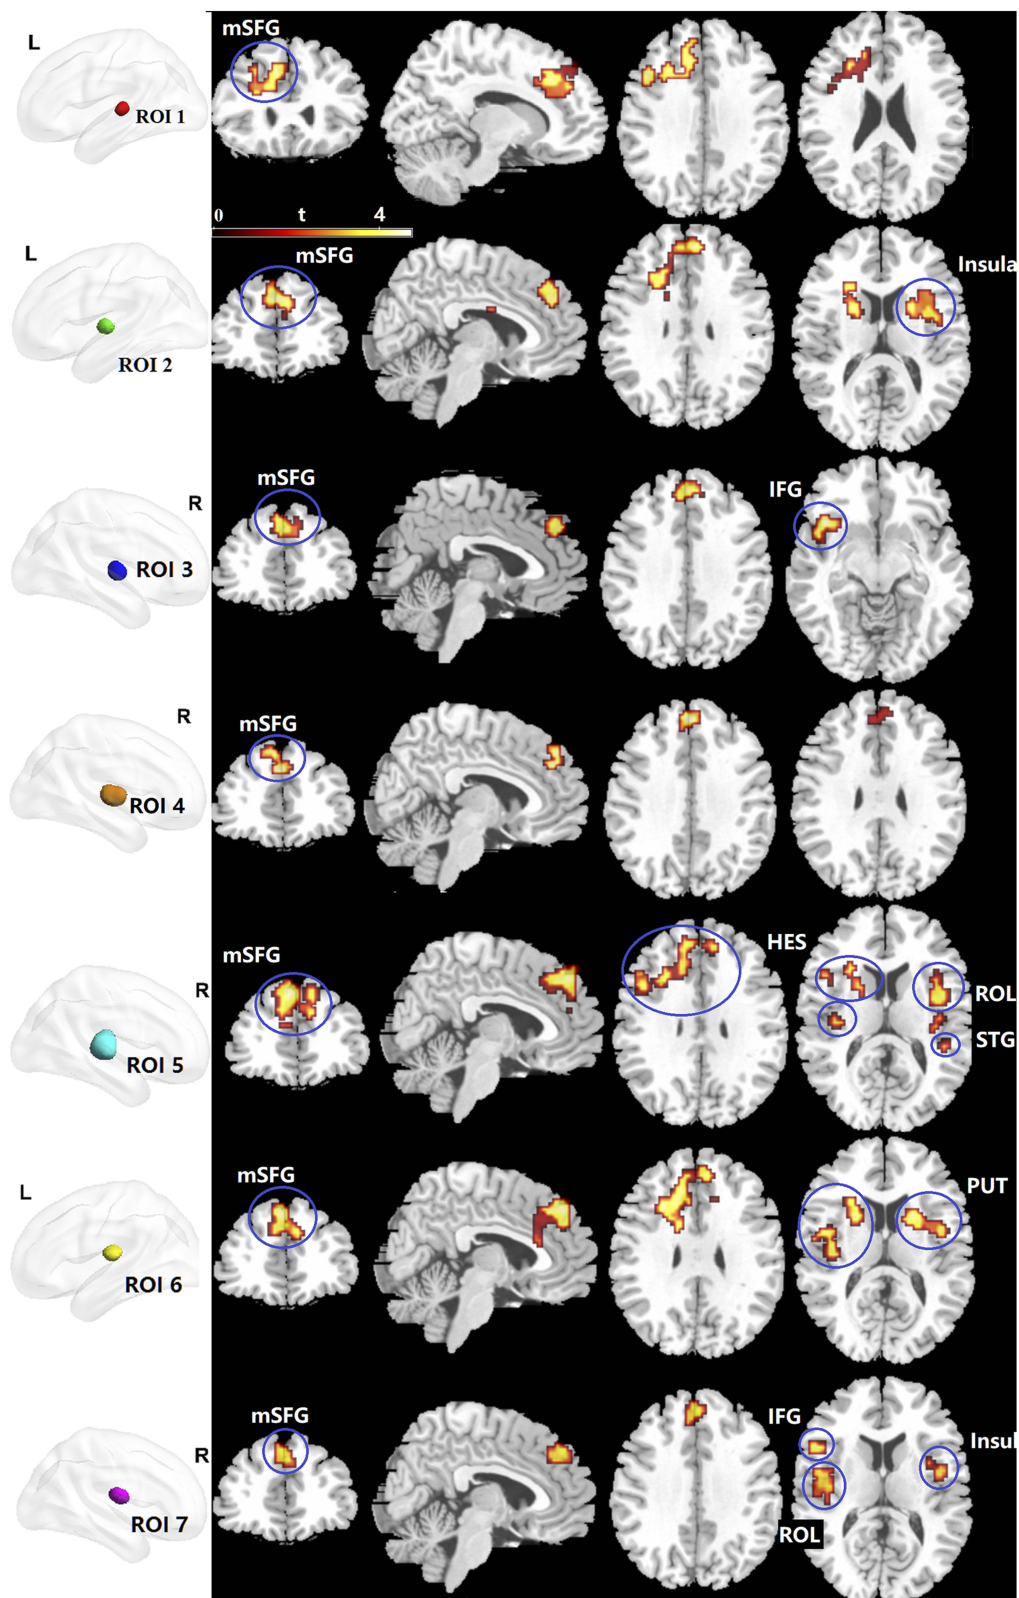 mSFG
L
ROI 1
0 t 4
L
mSFG
Insula
ROI 2
mSFG
IFG
R
ROI 3
R
mSFG
ROI 4
mSFG
HES
R
ROL
STG
ROI 5
mSFG
L
PUT
ROI 6
mSFG
IFG
R
Insul
ROI 7
ROL